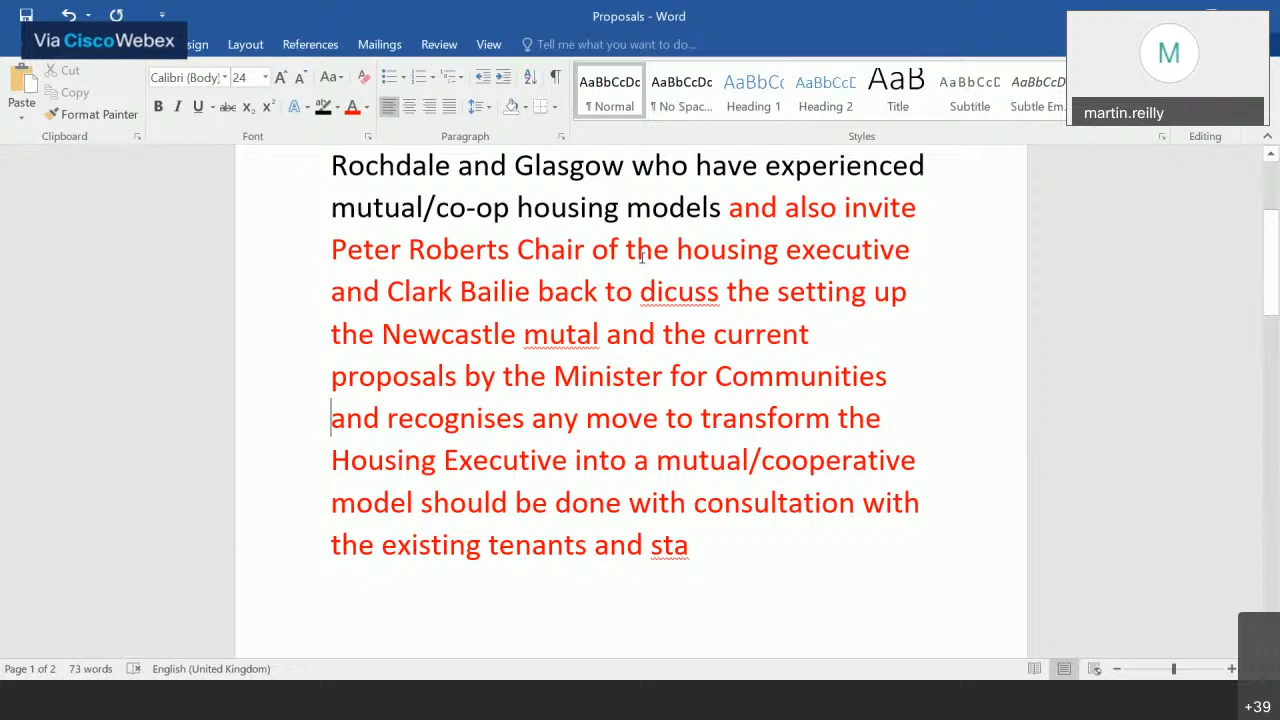 Proposals - Word
Via CiscoWebex
sign Layout References Mailings Review View Tell me what you want to do...
M
martin.reilly
Paste
Cut
Copy
Format Painter
Clipboard
Calibri (Body) 24
Font
Paragraph
AaBbCcDc AaBbCcDc AaBbCc AaBbCcD AaB AaBbCcD AaBbCcDc
¶ Normal ¶ No Spac... Heading 1 Heading 2 Title Subtitle Subtle Em...
Styles
Editing
Rochdale and Glasgow who have experienced
mutual/co-op housing models and also invite
Peter Roberts Chair of the housing executive
and Clark Bailie back to dicuss the setting up
the Newcastle mutal and the current
proposals by the Minister for Communities
and recognises any move to transform the
Housing Executive into a mutual/cooperative
model should be done with consultation with
the existing tenants and sta
Page 1 of 2 73 words English (United Kingdom)
+39